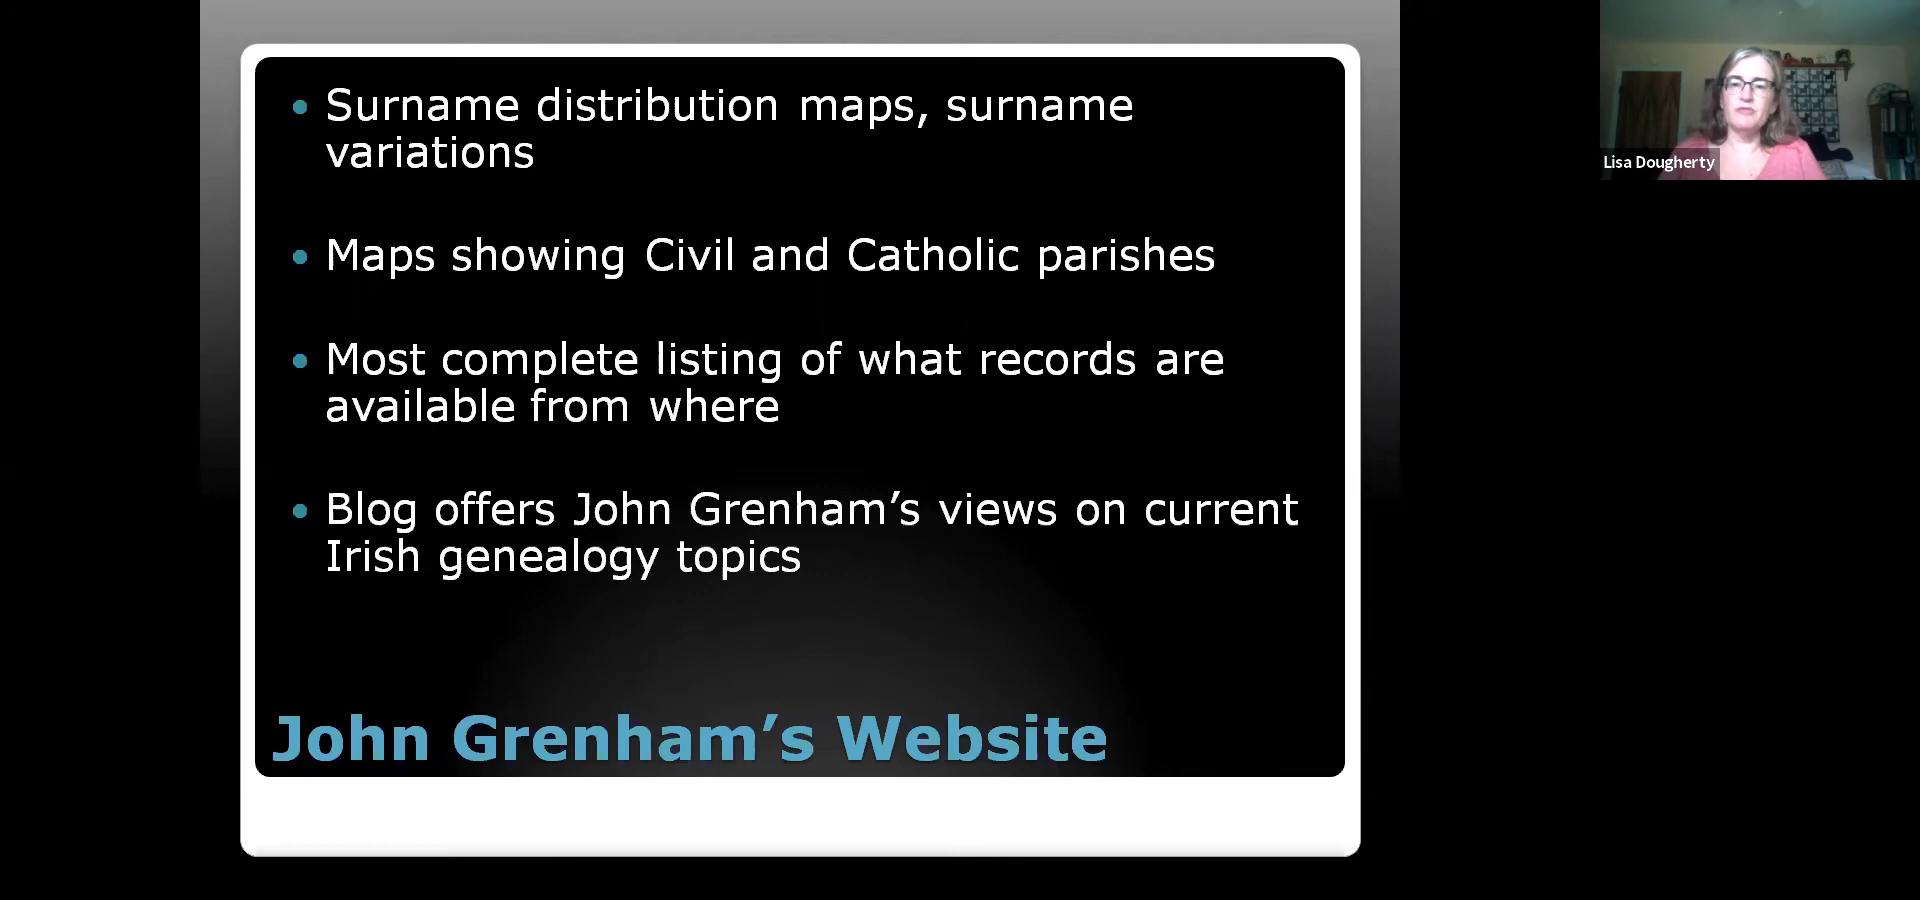 • Surname distribution maps, surname
variations
• Maps showing Civil and Catholic parishes
• Most complete listing of what records are
available from where
• Blog offers John Grenham’s views on current
Irish genealogy topics
John Grenham’s Website
Lisa Dougherty